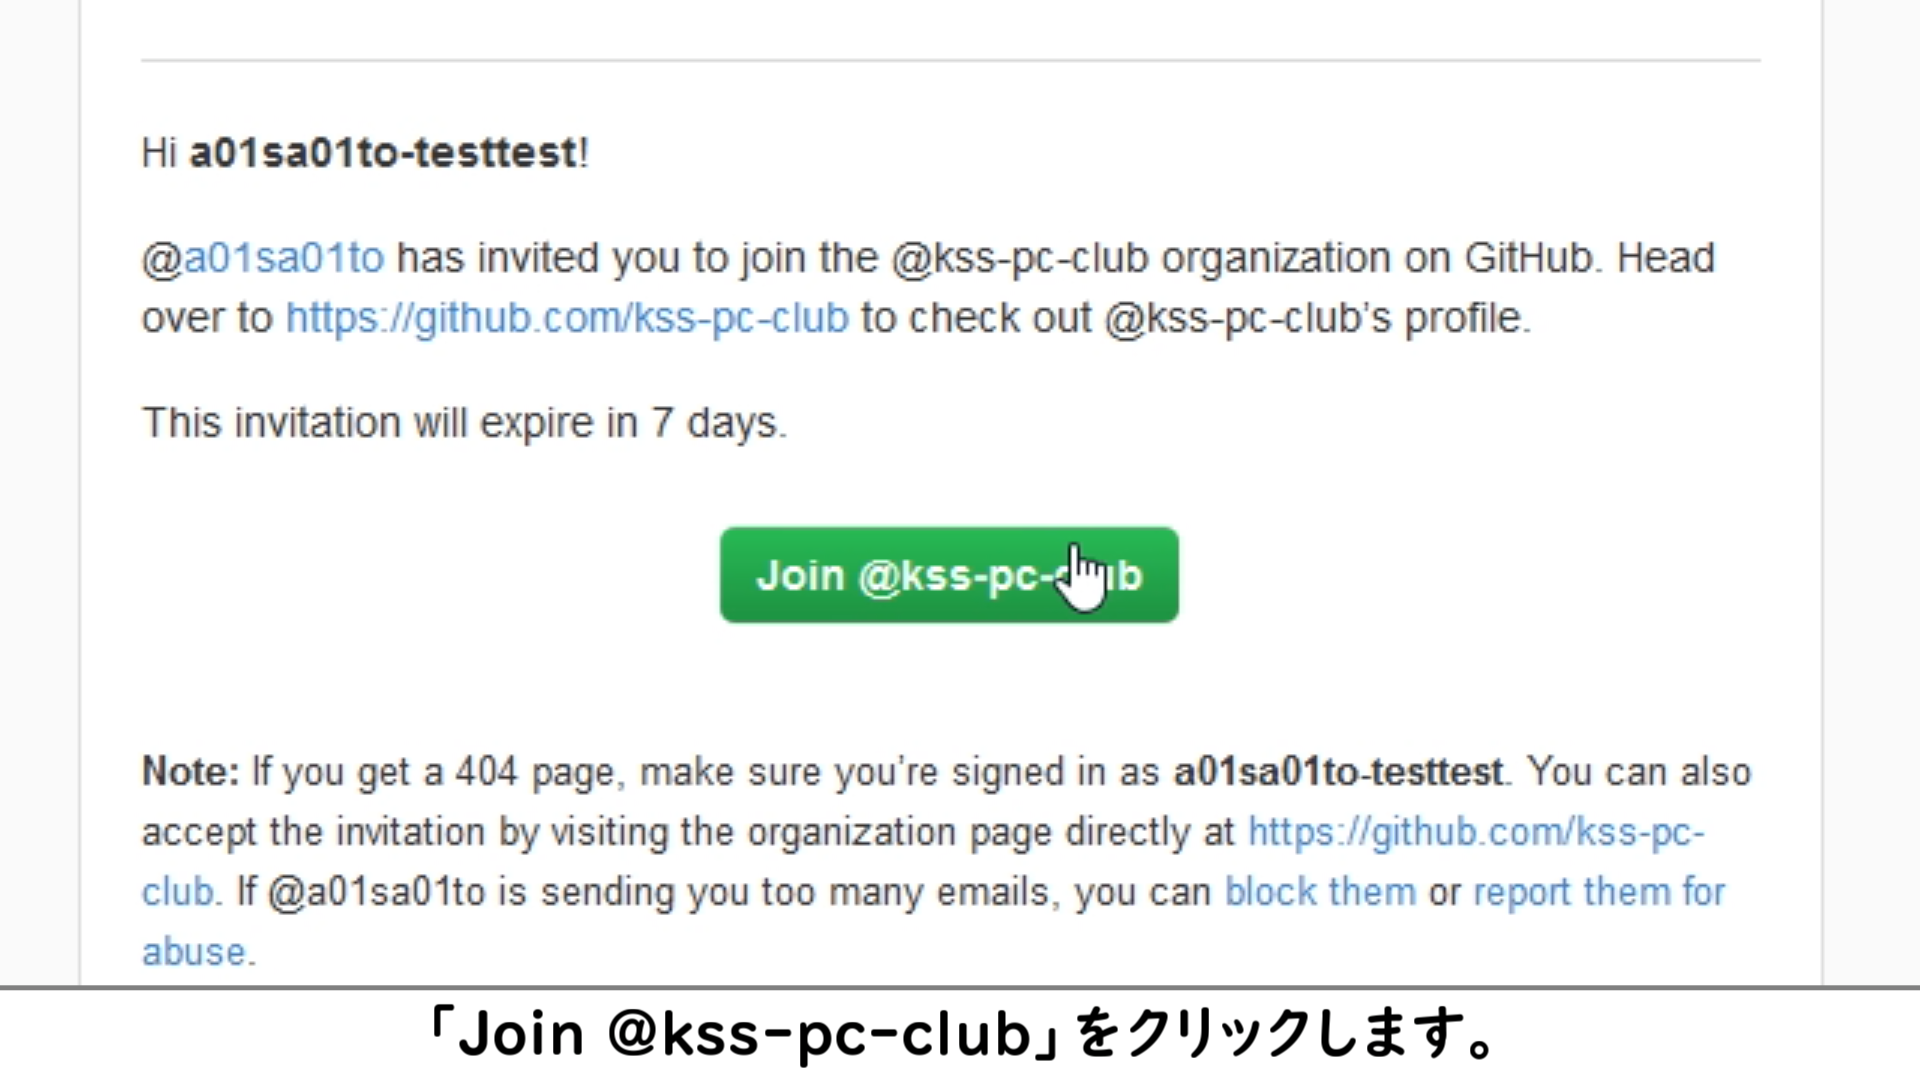 Hi a01sa01to-testtest!
@a01sa01to has invited you to join the @kss-pc-club organization on GitHub. Head
over to https://github.com/kss-pc-club to check out @kss-pc-club’s profile.
This invitation will expire in 7 days.
Join @kss-pc-club
Note: If you get a 404 page, make sure you’re signed in as a01sa01to-testtest. You can also
accept the invitation by visiting the organization page directly at https://github.com/kss-pc-
club. If @a01sa01to is sending you too many emails, you can block them or report them for
abuse.
「Join @kss-pc-club」をクリックします。